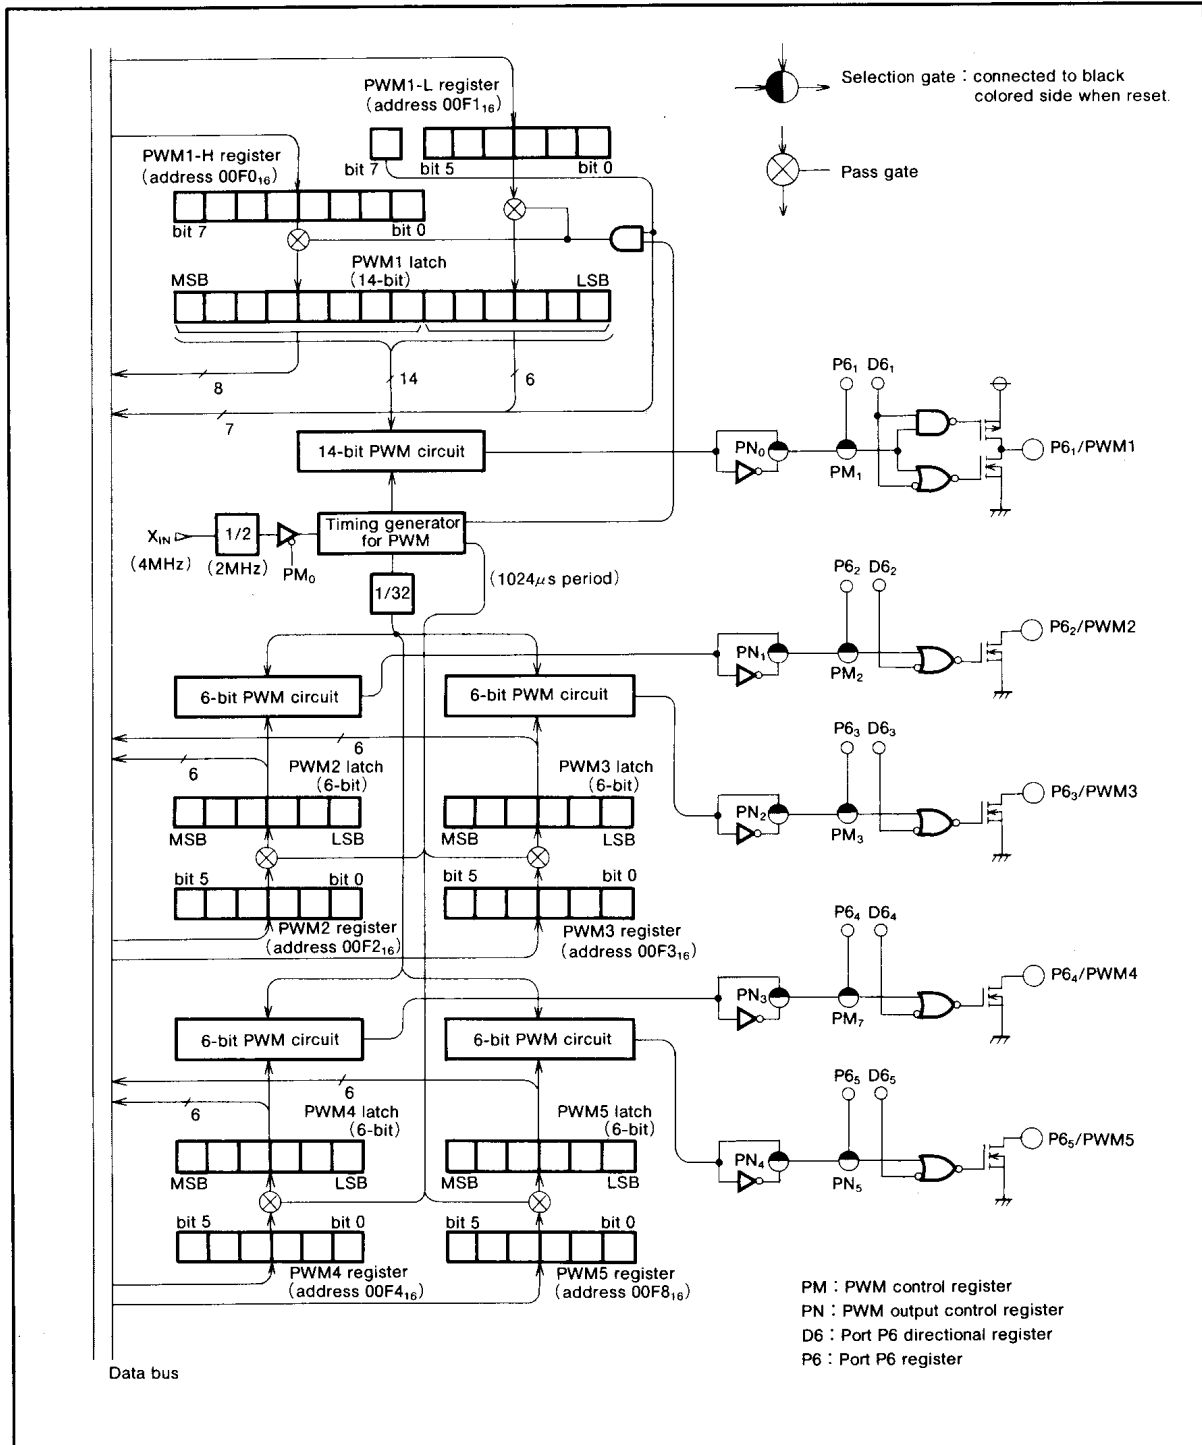 PWM1-L register
(address 00F1₁₆)
Selection gate : connected to black
colored side when reset.
PWM1-H register
(address 00F0₁₆)
bit 7
bit 5
bit 0
Pass gate
bit 7
bit 0
MSB
PWM1 latch
(14-bit)
LSB
8
14
6
7
P6₁
D6₁
14-bit PWM circuit
PN₀
PM₁
P6₁/PWM1
X_IN
(4MHz)
1/2
(2MHz)
PM₀
Timing generator
for PWM
(1024μs period)
1/32
P6₂
D6₂
PN₁
PM₂
P6₂/PWM2
6-bit PWM circuit
6-bit PWM circuit
6
6
PWM2 latch
(6-bit)
PWM3 latch
(6-bit)
P6₃
D6₃
PN₂
PM₃
P6₃/PWM3
MSB
LSB
MSB
LSB
bit 5
bit 0
bit 5
bit 0
PWM2 register
(address 00F2₁₆)
PWM3 register
(address 00F3₁₆)
P6₄
D6₄
PN₃
PM₇
P6₄/PWM4
6-bit PWM circuit
6-bit PWM circuit
6
6
PWM4 latch
(6-bit)
PWM5 latch
(6-bit)
P6₅
D6₅
PN₄
PN₅
P6₅/PWM5
MSB
LSB
MSB
LSB
bit 5
bit 0
bit 5
bit 0
PWM4 register
(address 00F4₁₆)
PWM5 register
(address 00F8₁₆)
PM : PWM control register
PN : PWM output control register
D6 : Port P6 directional register
P6 : Port P6 register
Data bus